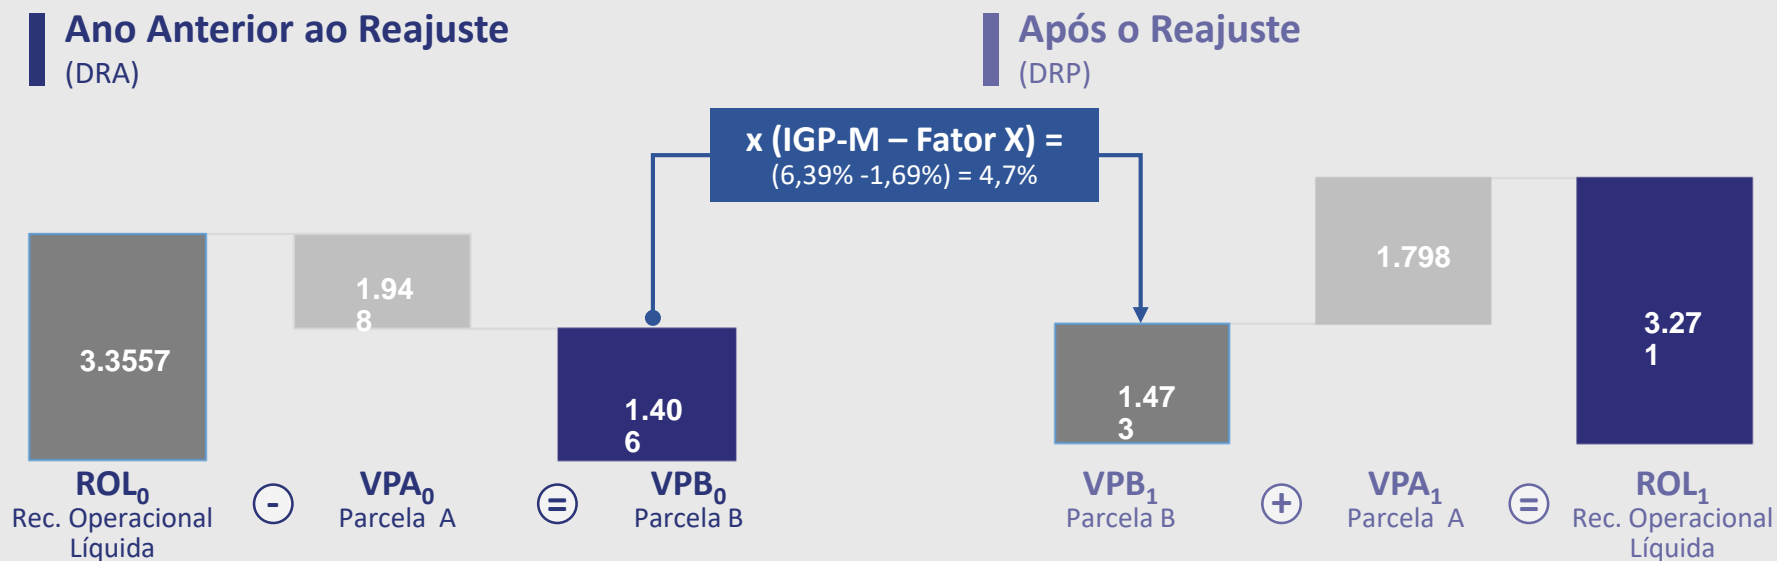 Ano Anterior ao Reajuste
(DRA)
Após o Reajuste
(DRP)
x (IGP-M – Fator X) =
(6,39% -1,69%) = 4,7%
3.3557
1.94
8
1.40
6
1.47
3
1.798
3.27
1
ROL0
Rec. Operacional
Líquida
-
VPA0
Parcela A
=
VPB0
Parcela B
VPB1
Parcela B
+
VPA1
Parcela A
=
ROL1
Rec. Operacional
Líquida